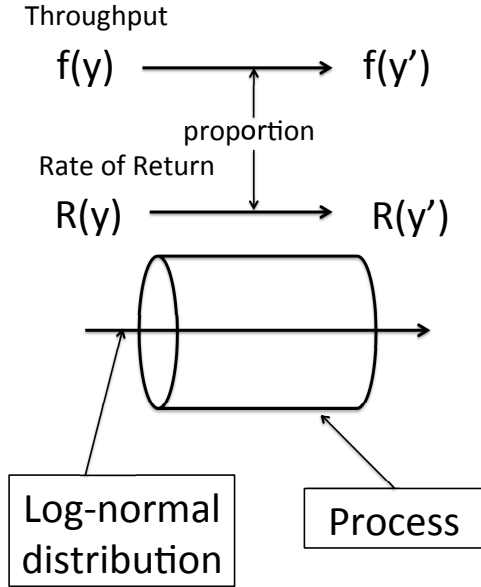 Throughput
f(y) f(y’)
proportion
Rate of Return
R(y) R(y’)
Log-normal
distribution
Process